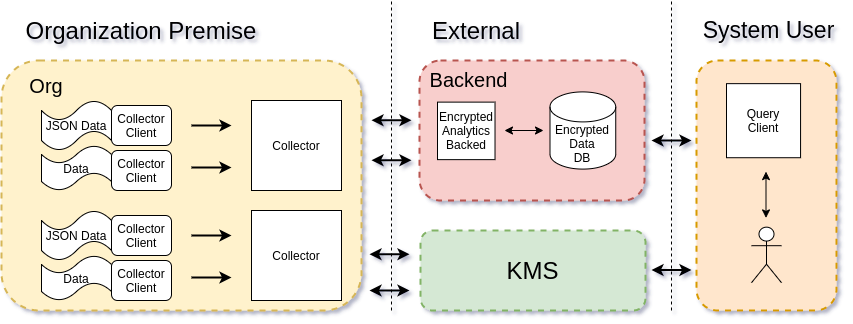 Organization Premise
External
System User
Org
JSON Data
Collector
Client
Data
Collector
Client
Collector
JSON Data
Collector
Client
Data
Collector
Client
Collector
Backend
Encrypted
Analytics
Backed
Encrypted
Data
DB
KMS
Query
Client